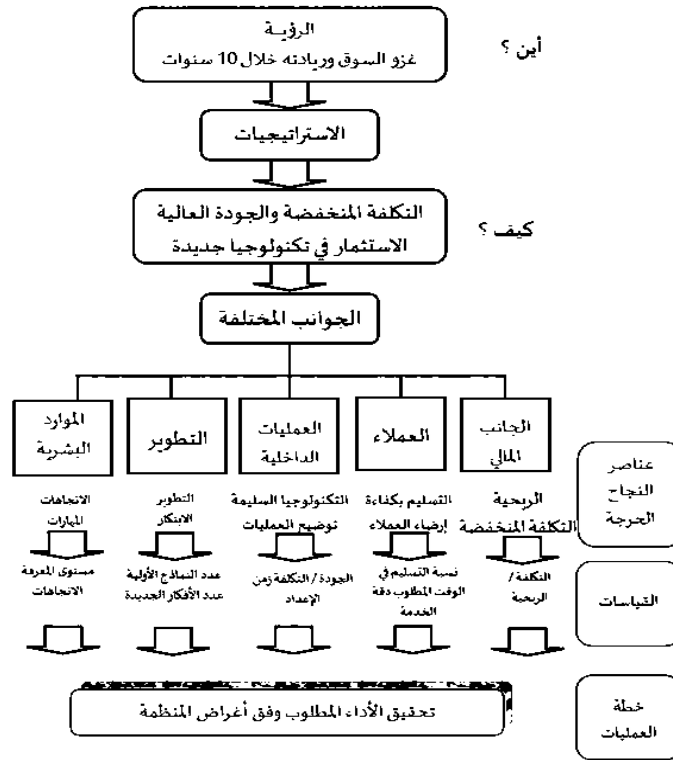 الرؤية
غزو السوق وريادته خلال 10 سنوات
أين ؟
الاستراتيجيات
التكلفة المنخفضة والجودة العالية
الاستثمار في تكنولوجيا جديدة
كيف ؟
الجوانب المختلفة
الجانب المالي
العملاء
العمليات الداخلية
التطوير
الموارد البشرية
عناصر
النجاح
الحرجة
الربحية
التكلفة المنخفضة
التسليم بكفاءة
إرضاء العملاء
التكنولوجيا السليمة
توضيح العمليات
التطوير
الابتكار
الاتجاهات
المهارات
القياسات
التكلفة /
الربحية
نسبة التسليم في
الوقت المطلوب دقة
الخدمة
الجودة / التكلفة زمن
الإعداد
عدد النماذج الأولية
عدد الأفكار الجديدة
مستوى المعرفة
الاتجاهات
خطة
العمليات
تحقيق الأداء المطلوب وفق أغراض المنظمة